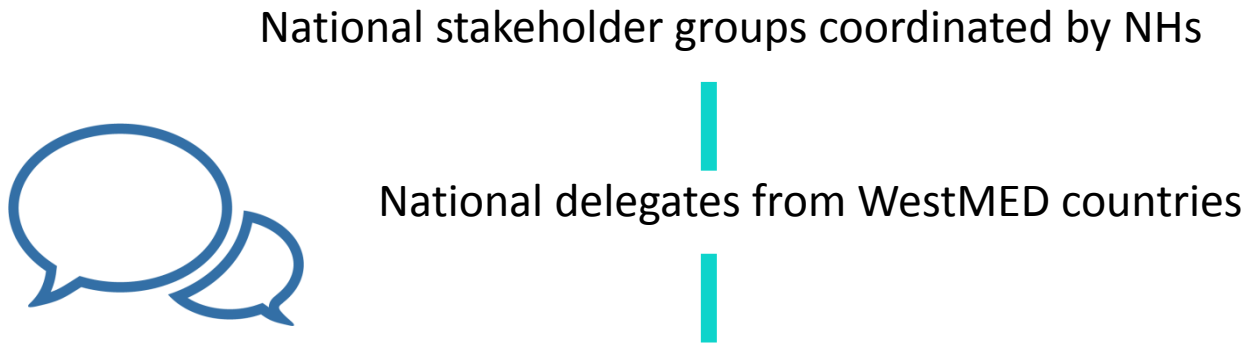 National stakeholder groups coordinated by NHs
National delegates from WestMED countries